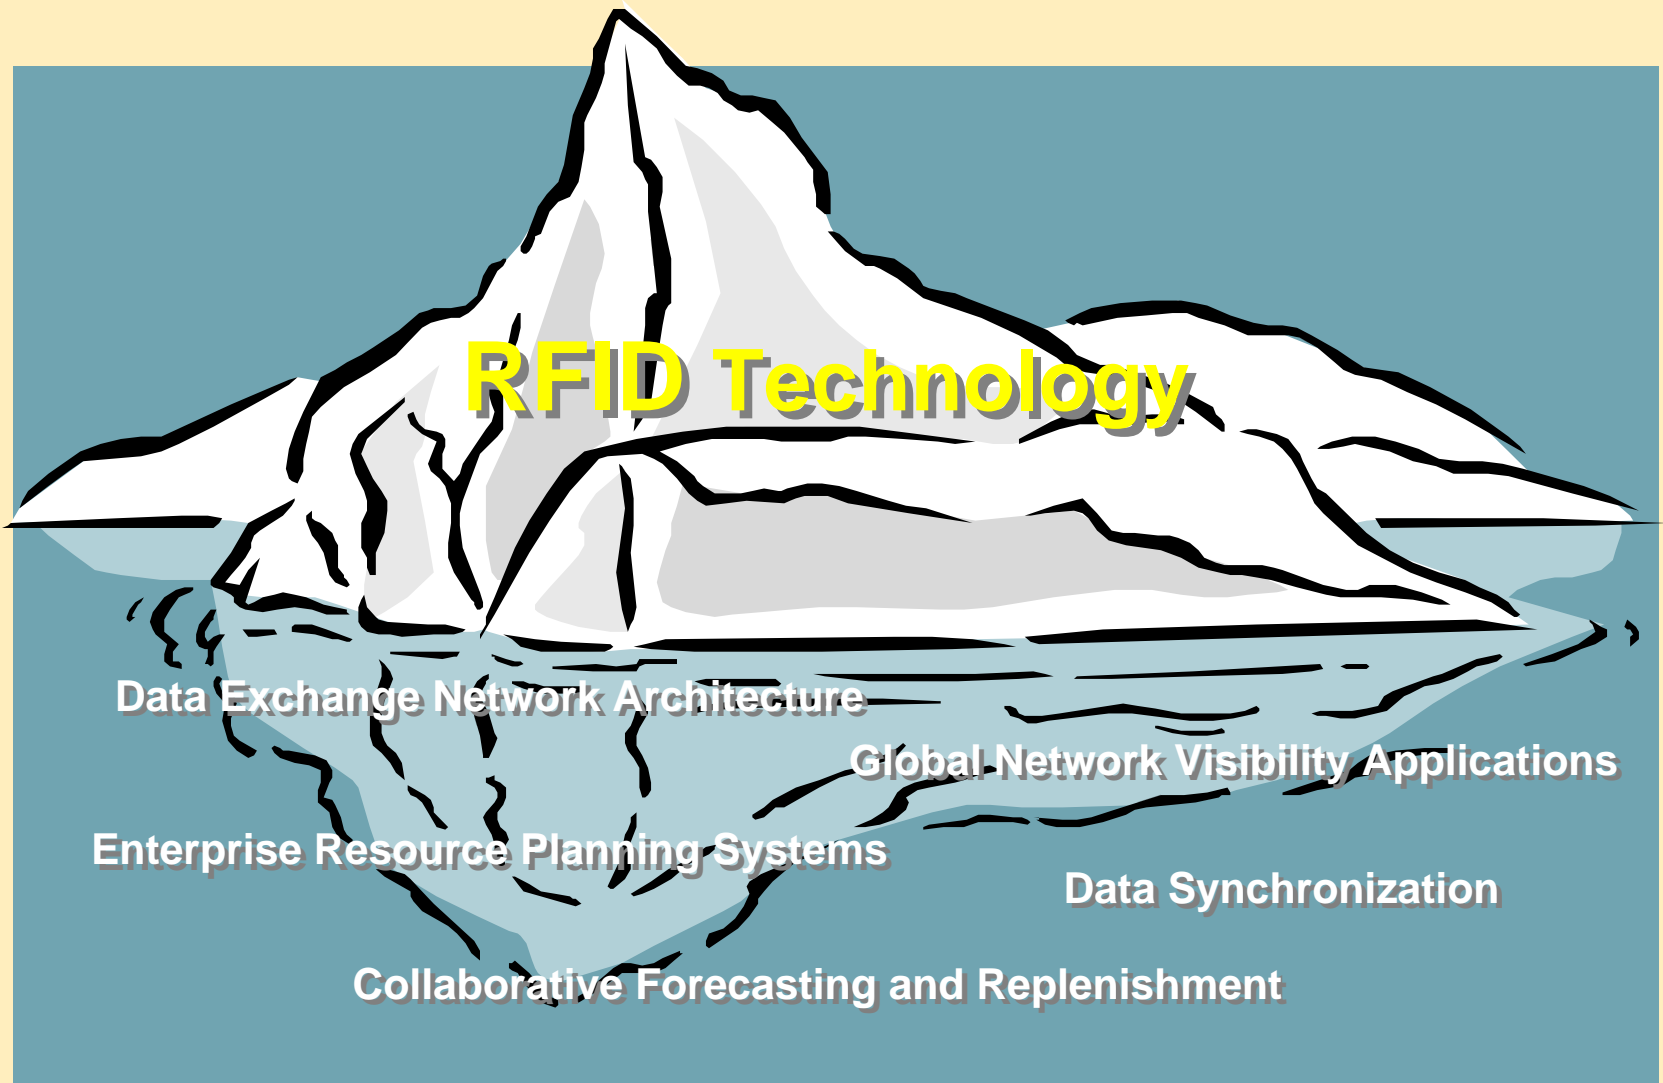 RFID Technology
Data Exchange Network Architecture
Global Network Visibility Applications
Enterprise Resource Planning Systems
Data Synchronization
Collaborative Forecasting and Replenishment